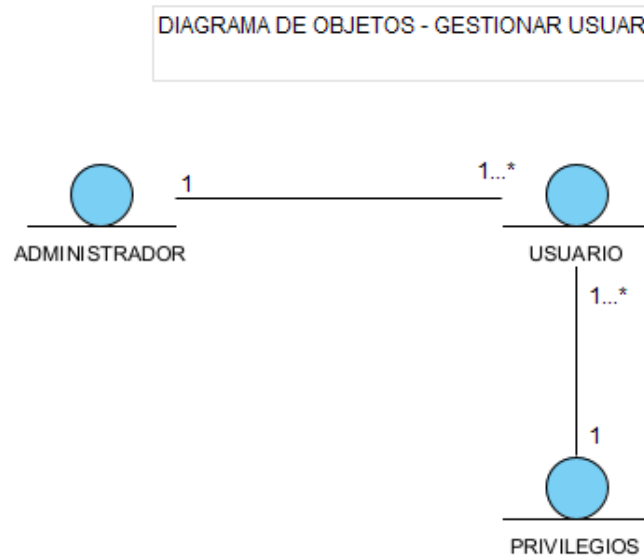 DIAGRAMA DE OBJETOS - GESTIONAR USUAR
1
1...*
ADMINISTRADOR
USUARIO
1...*
1
PRIVILEGIOS